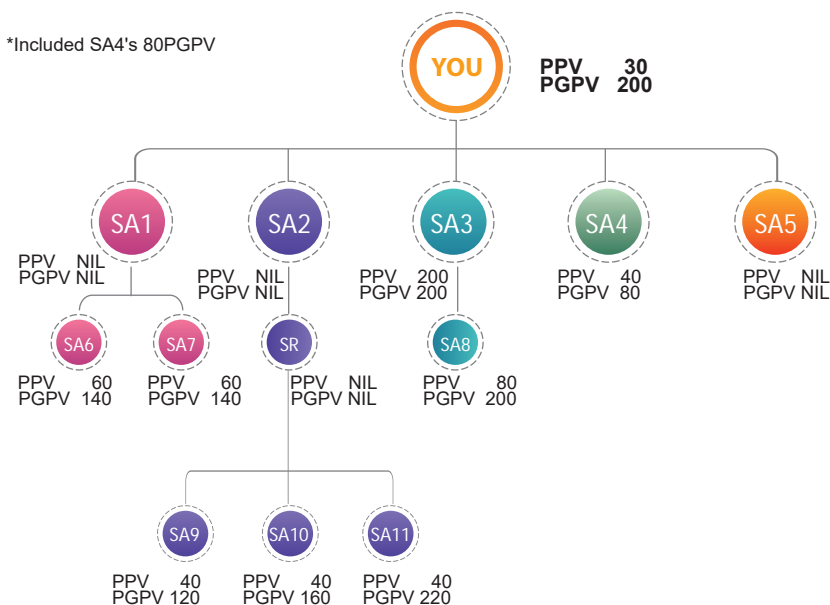 *Included SA4's 80PGPV
YOU
PPV 30
PGPV 200
SA1
SA2
SA3
SA4
SA5
PPV NIL
PGPV NIL
PPV NIL
PGPV NIL
PPV 200
PGPV 200
PPV 40
PGPV 80
PPV NIL
PGPV NIL
SA6
SA7
SR
SA8
PPV 60
PGPV 140
PPV 60
PGPV 140
PPV NIL
PGPV NIL
PPV 80
PGPV 200
SA9
SA10
SA11
PPV 40
PGPV 120
PPV 40
PGPV 160
PPV 40
PGPV 220